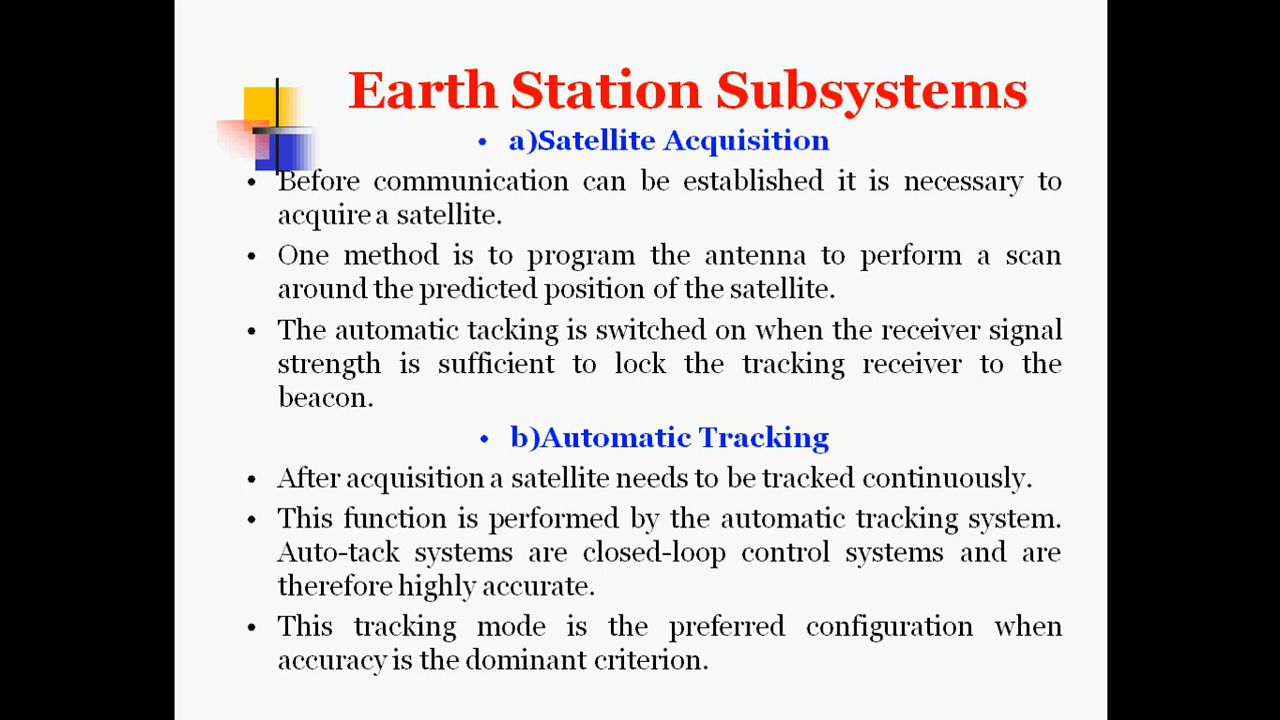 Earth Station Subsystems
• a)Satellite Acquisition
• Before communication can be established it is necessary to
acquire a satellite.
• One method is to program the antenna to perform a scan
around the predicted position of the satellite.
• The automatic tacking is switched on when the receiver signal
strength is sufficient to lock the tracking receiver to the
beacon.
• b)Automatic Tracking
• After acquisition a satellite needs to be tracked continuously.
• This function is performed by the automatic tracking system.
Auto-tack systems are closed-loop control systems and are
therefore highly accurate.
• This tracking mode is the preferred configuration when
accuracy is the dominant criterion.